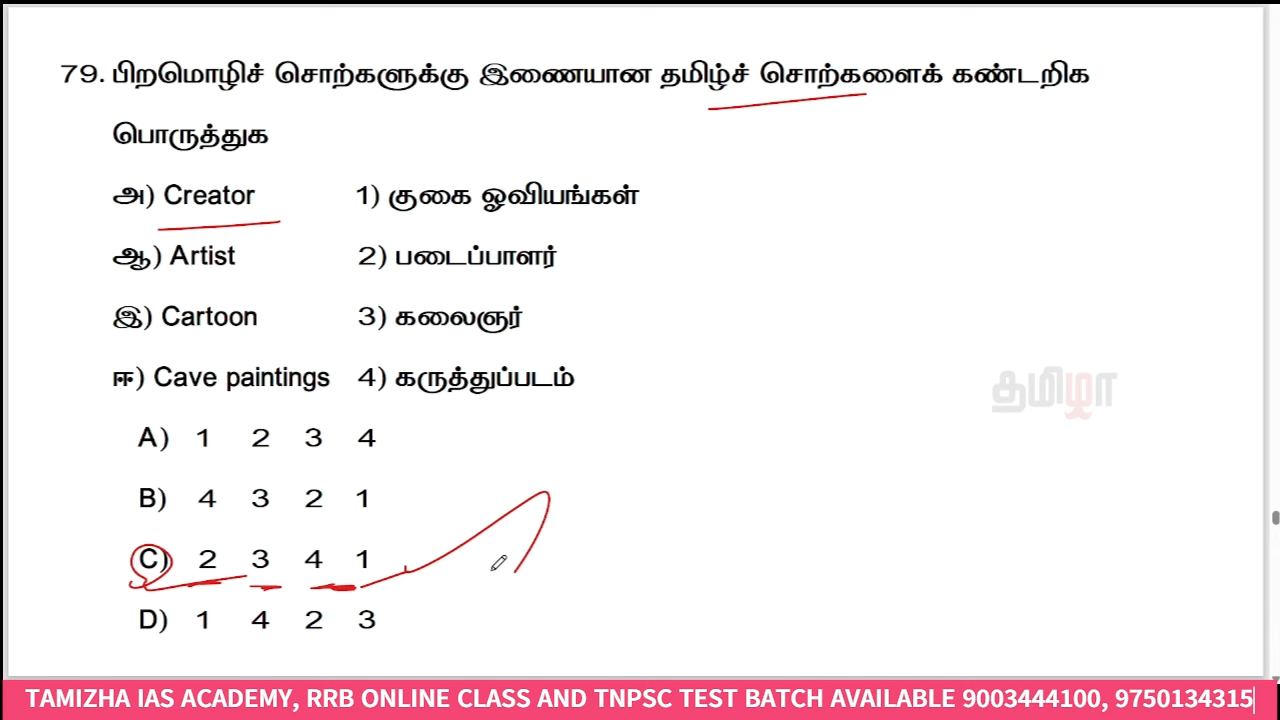 79. பிறமொழிச் சொற்களுக்கு இணையான தமிழ்ச் சொற்களைக் கண்டறிக
பொருத்துக
அ) Creator 1) குகை ஓவியங்கள்
ஆ) Artist 2) படைப்பாளர்
இ) Cartoon 3) கலைஞர்
ஈ) Cave paintings 4) கருத்துப்படம்
தமிழா
A) 1 2 3 4
B) 4 3 2 1
C) 2 3 4 1
D) 1 4 2 3
TAMIZHA IAS ACADEMY, RRB ONLINE CLASS AND TNPSC TEST BATCH AVAILABLE 9003444100, 9750134315